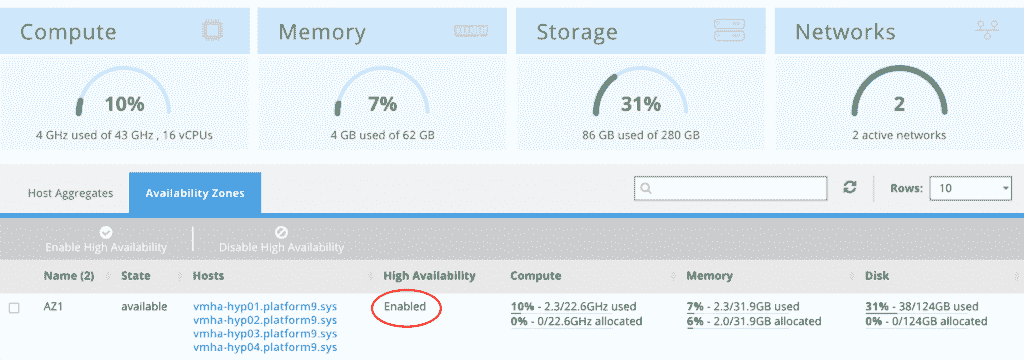 Compute
Memory
Storage
Networks
10%
7%
31%
2
4 GHz used of 43 GHz , 16 vCPUs
4 GB used of 62 GB
86 GB used of 280 GB
2 active networks
Host Aggregates
Availability Zones
Rows:
10
Enable High Availability
Disable High Availability
Name (2)
State
Hosts
High Availability
Compute
Memory
Disk
AZ1
available
vmha-hyp01.platform9.sys
vmha-hyp02.platform9.sys
vmha-hyp03.platform9.sys
vmha-hyp04.platform9.sys
Enabled
10% - 2.3/22.6GHz used
0% - 0/22.6GHz allocated
7% - 2.3/31.9GB used
6% - 2.0/31.9GB allocated
31% - 38/124GB used
0% - 0/124GB allocated